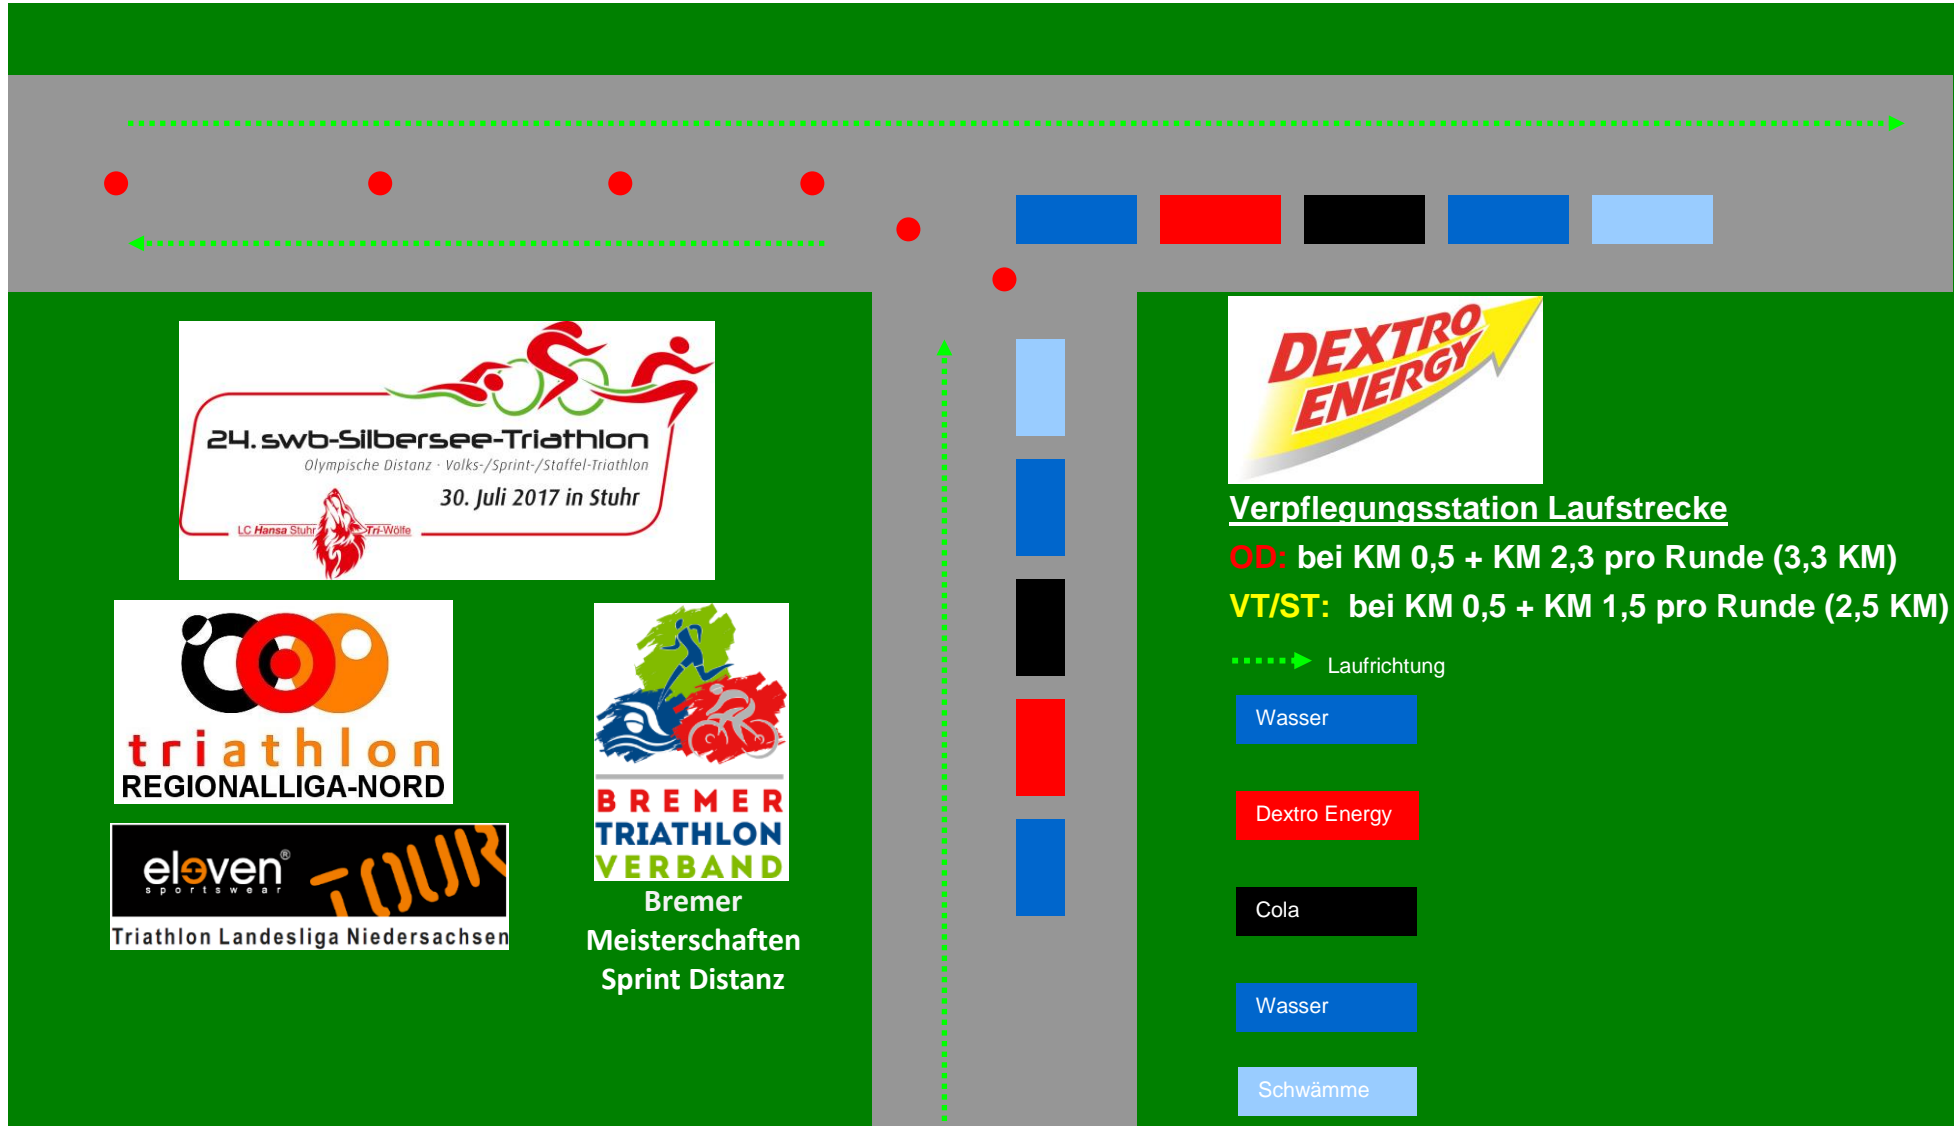 24. swb-Silbersee-Triathlon
Olympische Distanz - Volks-/Sprint-/Staffel-Triathlon
30. Juli 2017 in Stuhr
LC Hansa Stuhr Tri-Wölfe
triathlon
REGIONALLIGA-NORD
eleven®
sportswear
TOUR
Triathlon Landesliga Niedersachsen
BREMER
TRIATHLON
VERBAND
Bremer
Meisterschaften
Sprint Distanz
DEXTRO
ENERGY
Verpflegungsstation Laufstrecke
OD: bei KM 0,5 + KM 2,3 pro Runde (3,3 KM)
VT/ST: bei KM 0,5 + KM 1,5 pro Runde (2,5 KM)
Laufrichtung
Wasser
Dextro Energy
Cola
Wasser
Schwämme